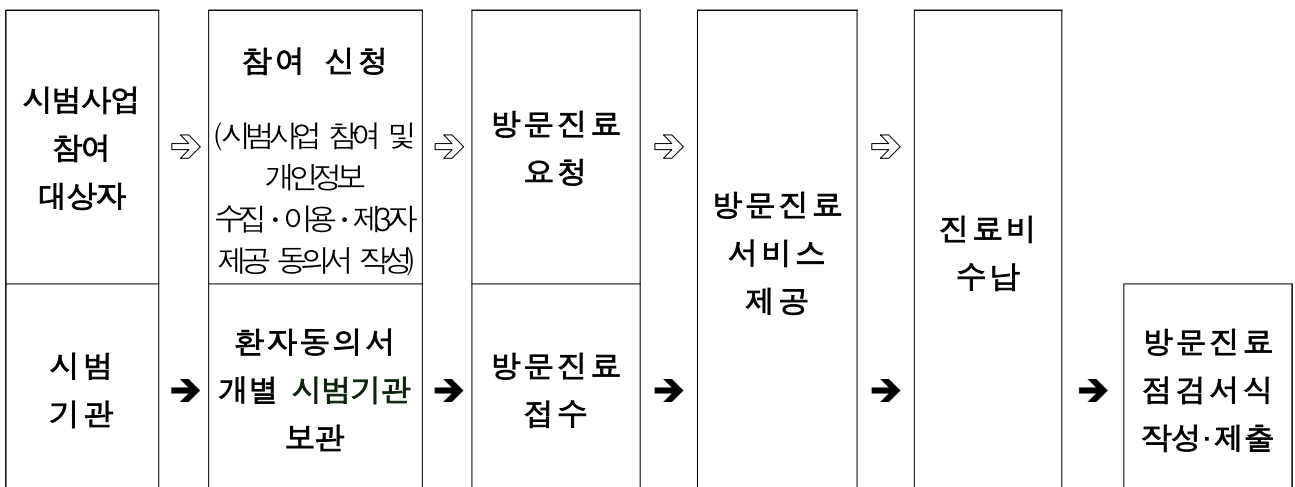 시범사업
참여
대상자
⇨
참여 신청
(시범사업 참여 및
개인정보
수집·이용·제3자
제공 동의서 작성)
⇨
방문진료
요청
⇨
방문진료
서비스
제공
⇨
진료비
수납
시범
기관
➔
환자동의서
개별 시범기관
보관
➔
방문진료
접수
➔
➔
➔
방문진료
점검서식
작성·제출